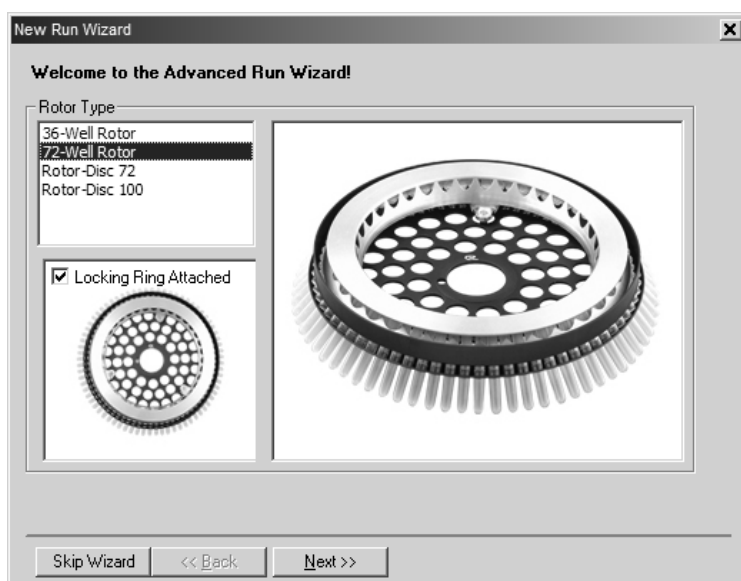 New Run Wizard
Welcome to the Advanced Run Wizard!
Rotor Type
36-Well Rotor
72-Well Rotor
Rotor-Disc 72
Rotor-Disc 100
Locking Ring Attached
Skip Wizard
<< Back
Next >>